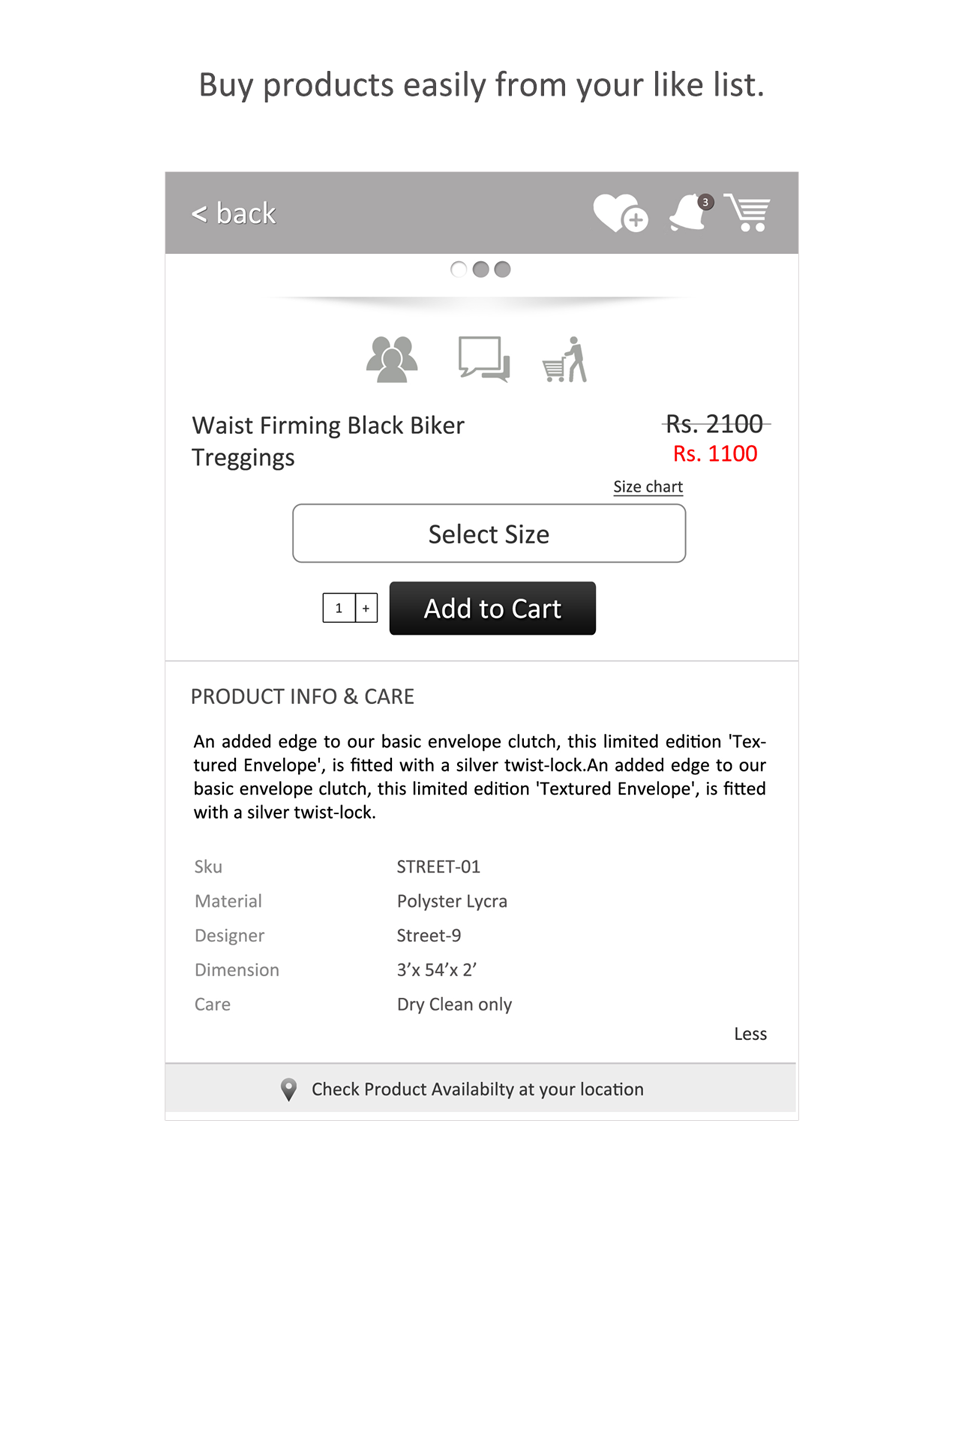 Buy products easily from your like list.
< back
3
Waist Firming Black Biker
Treggings
Rs. 2100
Rs. 1100
Size chart
Select Size
1 +
Add to Cart
PRODUCT INFO & CARE
An added edge to our basic envelope clutch, this limited edition 'Tex-
tured Envelope', is fitted with a silver twist-lock.An added edge to our
basic envelope clutch, this limited edition 'Textured Envelope', is fitted
with a silver twist-lock.
Sku STREET-01
Material Polyster Lycra
Designer Street-9
Dimension 3’x 54’x 2’
Care Dry Clean only
Less
Check Product Availabilty at your location